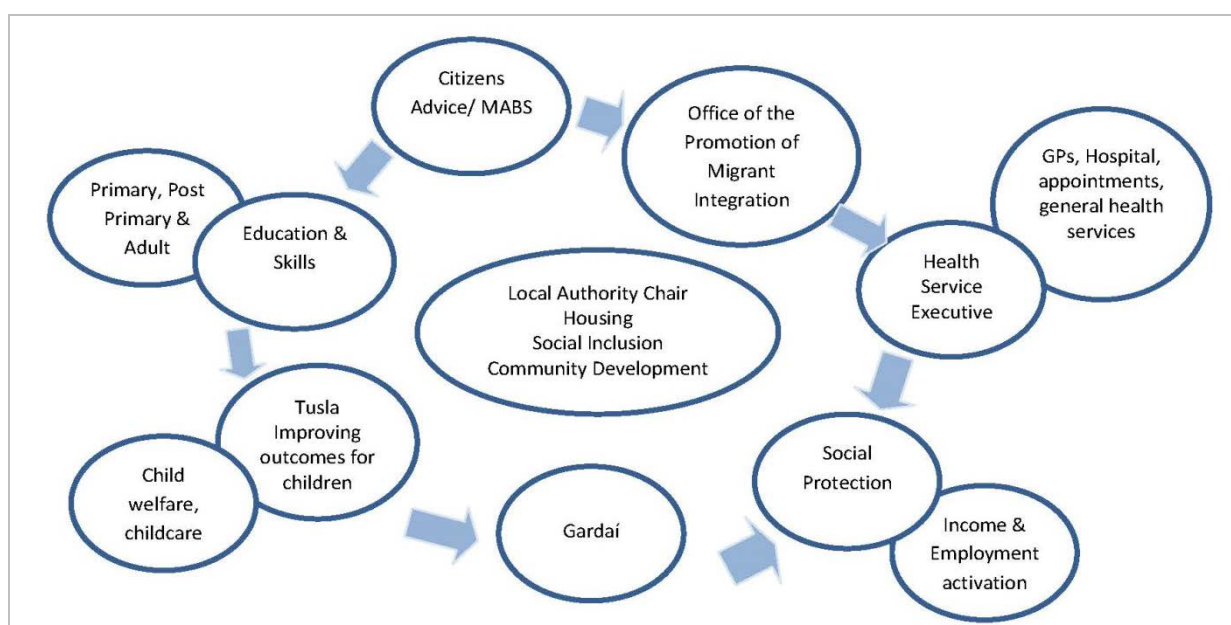 Citizens
Advice/ MABS
Office of the
Promotion of
Migrant
Integration
GPs, Hospital,
appointments,
general health
services
Primary, Post
Primary &
Adult
Education &
Skills
Health
Service
Executive
Local Authority Chair
Housing
Social Inclusion
Community Development
Tusla
Improving
outcomes for
children
Child
welfare,
childcare
Gardaí
Social
Protection
Income &
Employment
activation